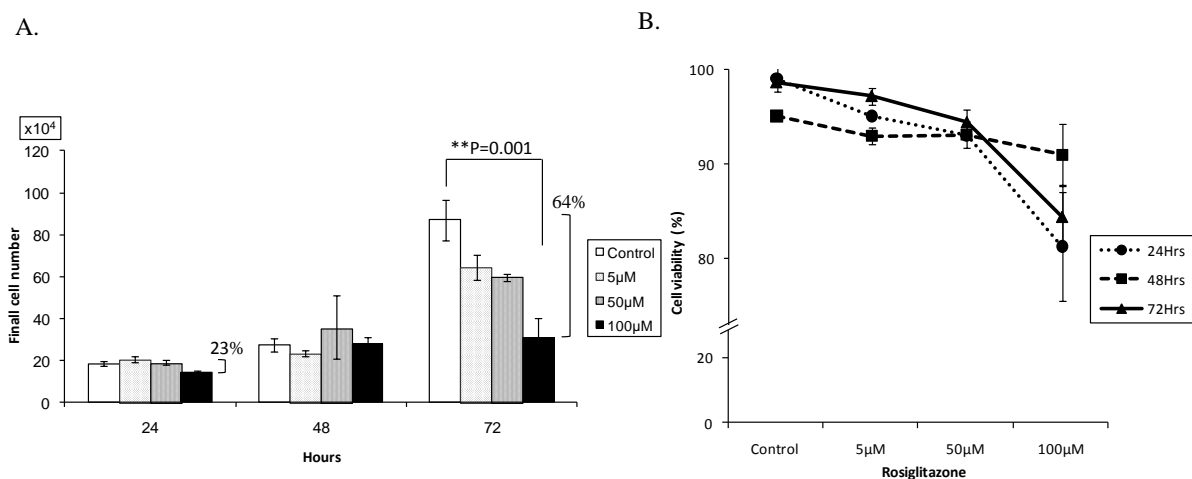 A.
x10⁴
120
100
80
60
40
20
0
Finall cell number
**P=0.001
64%
23%
Control
5µM
50µM
100µM
24
48
72
Hours
B.
100
90
80
20
0
Cell viability (%)
24Hrs
48Hrs
72Hrs
Control
5µM
50µM
100µM
Rosiglitazone